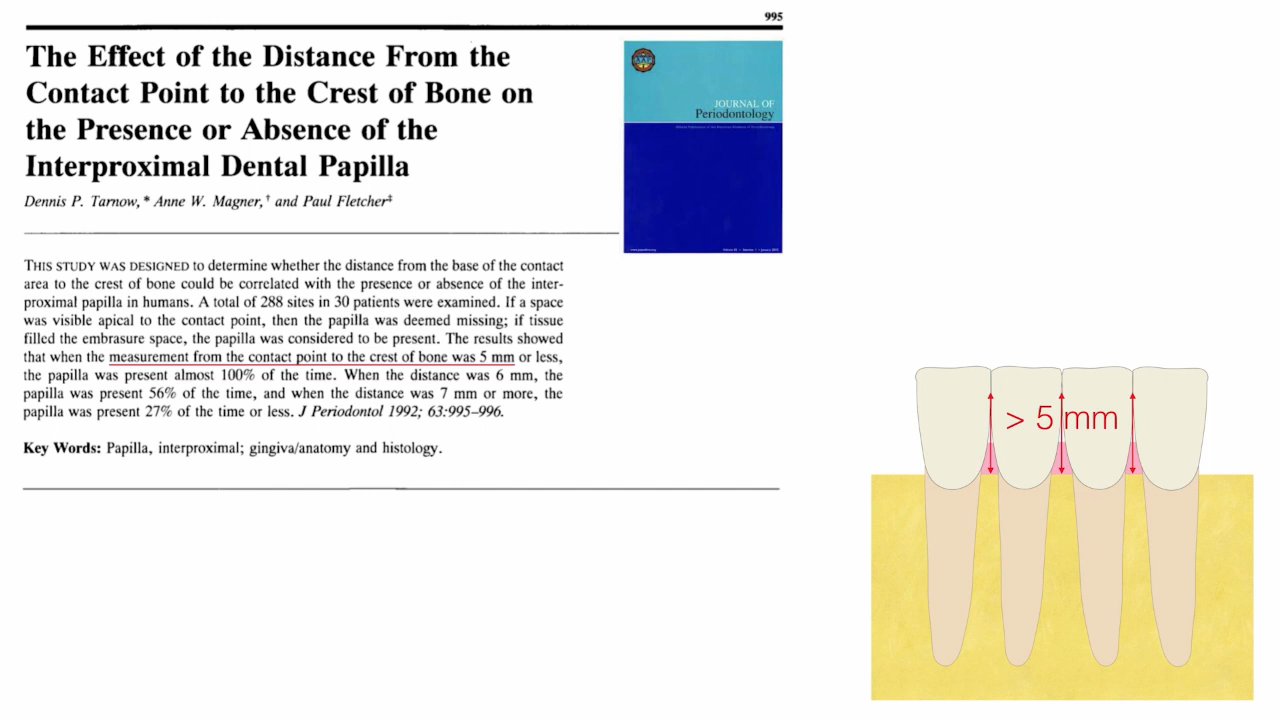 995
The Effect of the Distance From the
Contact Point to the Crest of Bone on
the Presence or Absence of the
Interproximal Dental Papilla
Dennis P. Tarnow,* Anne W. Magner,† and Paul Fletcher‡
JOURNAL OF
Periodontology
THIS STUDY WAS DESIGNED to determine whether the distance from the base of the contact
area to the crest of bone could be correlated with the presence or absence of the inter-
proximal papilla in humans. A total of 288 sites in 30 patients were examined. If a space
was visible apical to the contact point, then the papilla was deemed missing; if tissue
filled the embrasure space, the papilla was considered to be present. The results showed
that when the measurement from the contact point to the crest of bone was 5 mm or less,
the papilla was present almost 100% of the time. When the distance was 6 mm, the
papilla was present 56% of the time, and when the distance was 7 mm or more, the
papilla was present 27% of the time or less. J Periodontol 1992; 63:995–996.
Key Words: Papilla, interproximal; gingiva/anatomy and histology.
> 5 mm